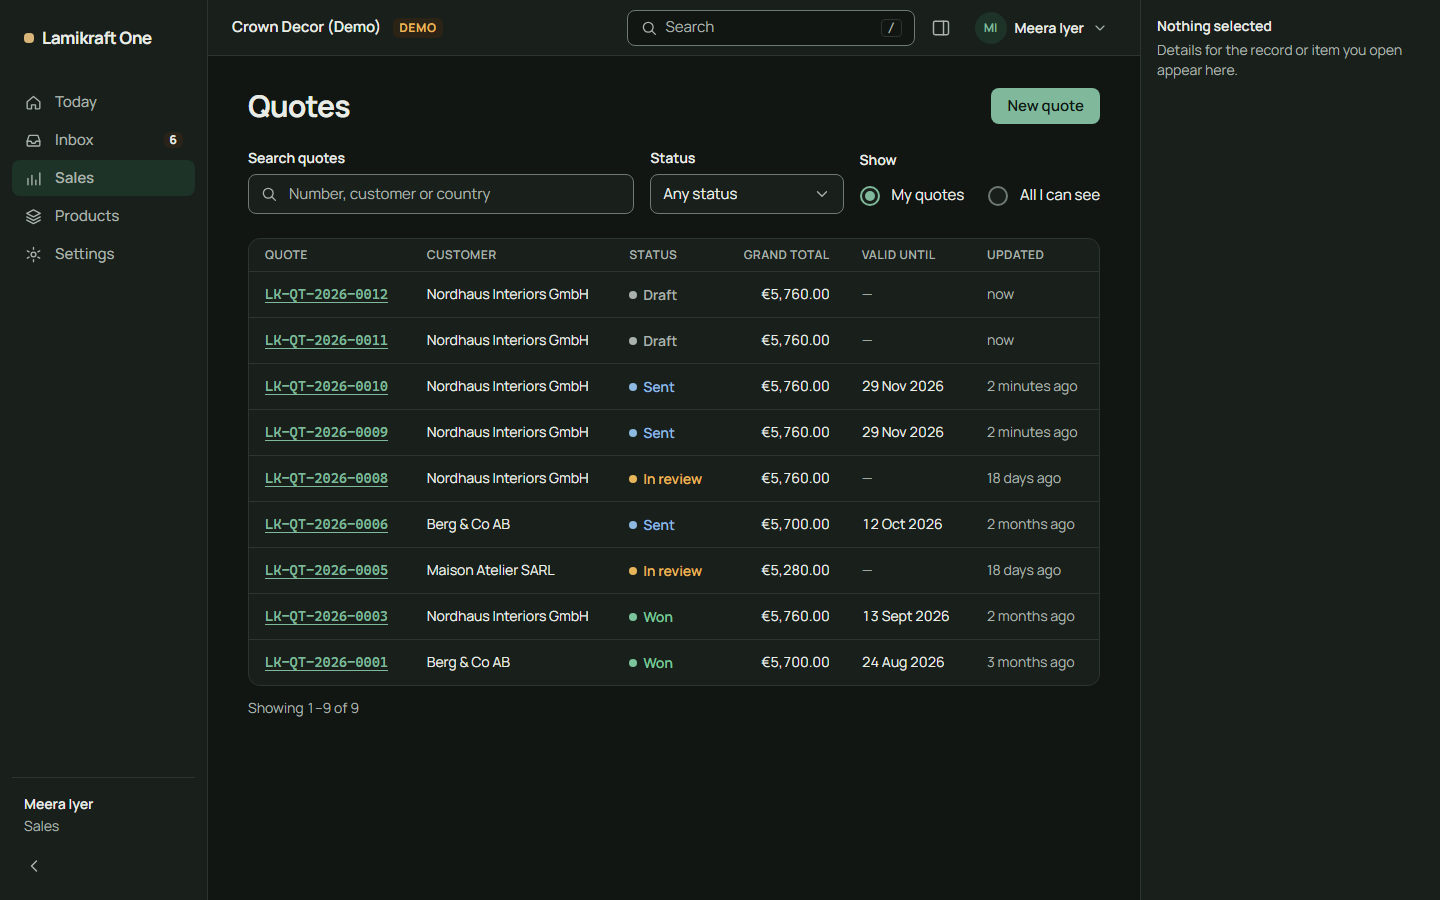 Lamikraft One
Today
Inbox 6
Sales
Products
Settings
Meera Iyer
Sales
Crown Decor (Demo) DEMO
Search /
MI Meera Iyer
Quotes
New quote
Search quotes
Number, customer or country
Status
Any status
Show
My quotes All I can see
QUOTE CUSTOMER STATUS GRAND TOTAL VALID UNTIL UPDATED
LK-QT-2026-0012 Nordhaus Interiors GmbH Draft €5,760.00 — now
LK-QT-2026-0011 Nordhaus Interiors GmbH Draft €5,760.00 — now
LK-QT-2026-0010 Nordhaus Interiors GmbH Sent €5,760.00 29 Nov 2026 2 minutes ago
LK-QT-2026-0009 Nordhaus Interiors GmbH Sent €5,760.00 29 Nov 2026 2 minutes ago
LK-QT-2026-0008 Nordhaus Interiors GmbH In review €5,760.00 — 18 days ago
LK-QT-2026-0006 Berg & Co AB Sent €5,700.00 12 Oct 2026 2 months ago
LK-QT-2026-0005 Maison Atelier SARL In review €5,280.00 — 18 days ago
LK-QT-2026-0003 Nordhaus Interiors GmbH Won €5,760.00 13 Sept 2026 2 months ago
LK-QT-2026-0001 Berg & Co AB Won €5,700.00 24 Aug 2026 3 months ago
Showing 1–9 of 9
Nothing selected
Details for the record or item you open
appear here.